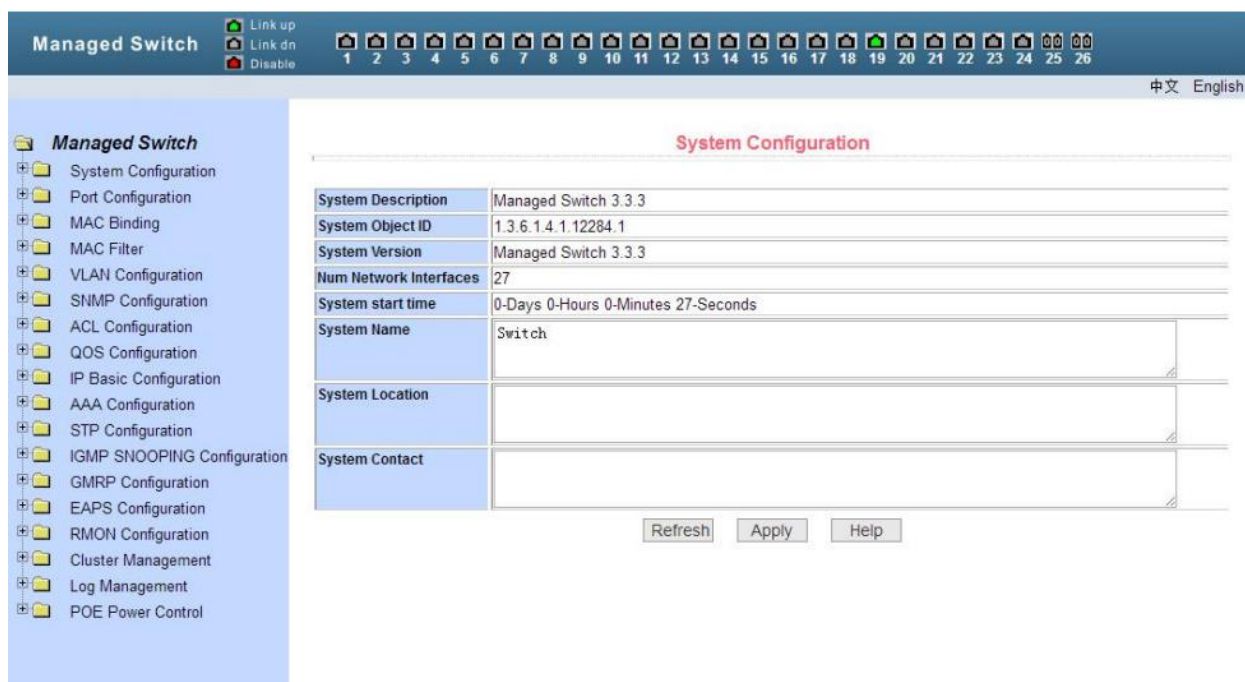 Managed Switch
Link up
Link dn
Disable
1 2 3 4 5 6 7 8 9 10 11 12 13 14 15 16 17 18 19 20 21 22 23 24 25 26
中文 English
Managed Switch
System Configuration
Port Configuration
MAC Binding
MAC Filter
VLAN Configuration
SNMP Configuration
ACL Configuration
QOS Configuration
IP Basic Configuration
AAA Configuration
STP Configuration
IGMP SNOOPING Configuration
GMRP Configuration
EAPS Configuration
RMON Configuration
Cluster Management
Log Management
POE Power Control
System Configuration
System Description Managed Switch 3.3.3
System Object ID 1.3.6.1.4.1.12284.1
System Version Managed Switch 3.3.3
Num Network Interfaces 27
System start time 0-Days 0-Hours 0-Minutes 27-Seconds
System Name Switch
System Location
System Contact
Refresh Apply Help